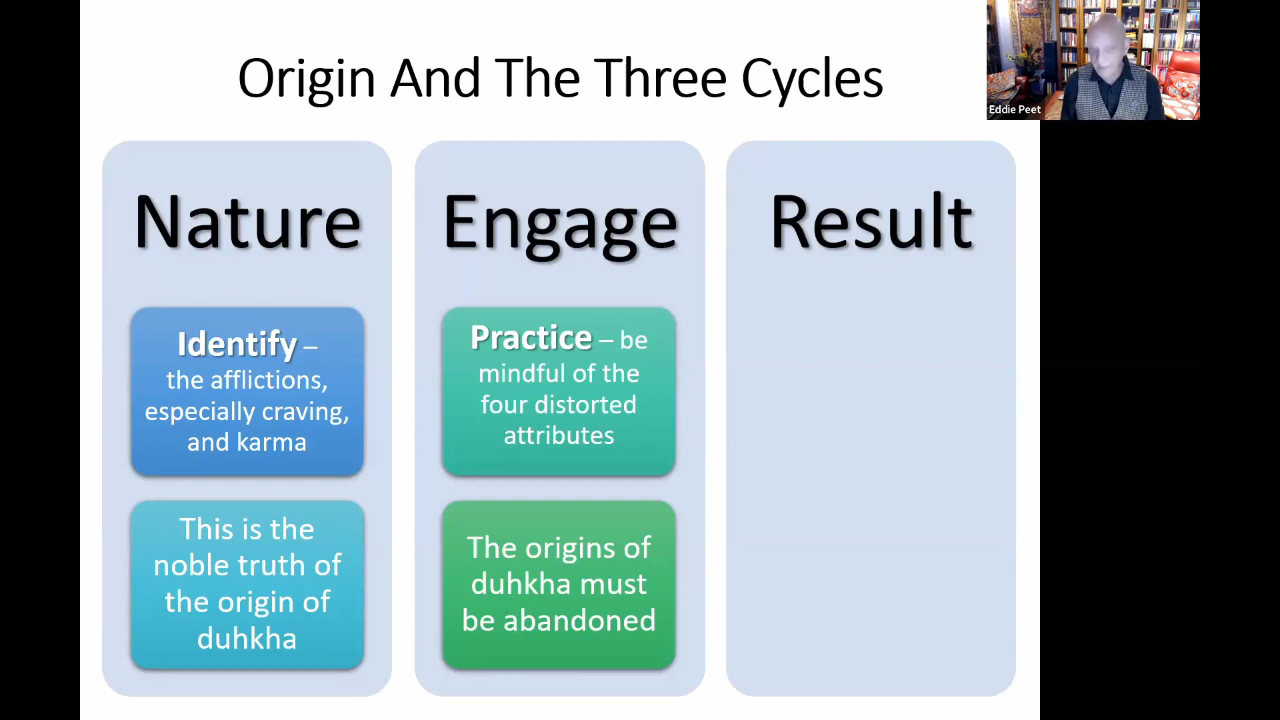 Origin And The Three Cycles
Eddie Peet
Nature
Identify –
the afflictions,
especially craving,
and karma
This is the
noble truth of
the origin of
duhkha
Engage
Practice – be
mindful of the
four distorted
attributes
The origins of
duhkha must
be abandoned
Result